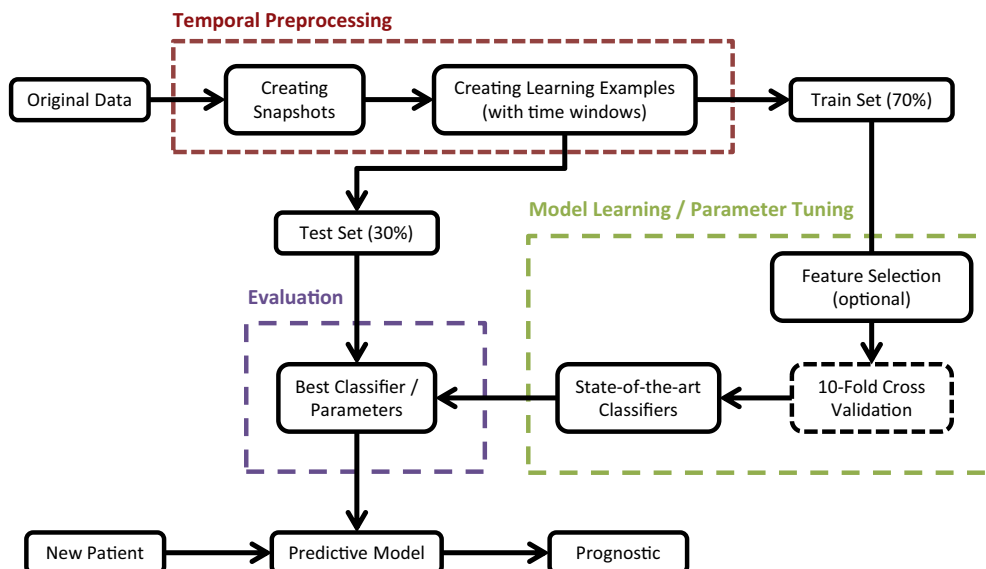 Temporal Preprocessing
Original Data
Creating
Snapshots
Creating Learning Examples
(with time windows)
Train Set (70%)
Test Set (30%)
Model Learning / Parameter Tuning
Feature Selection
(optional)
Evaluation
Best Classifier /
Parameters
State-of-the-art
Classifiers
10-Fold Cross
Validation
New Patient
Predictive Model
Prognostic